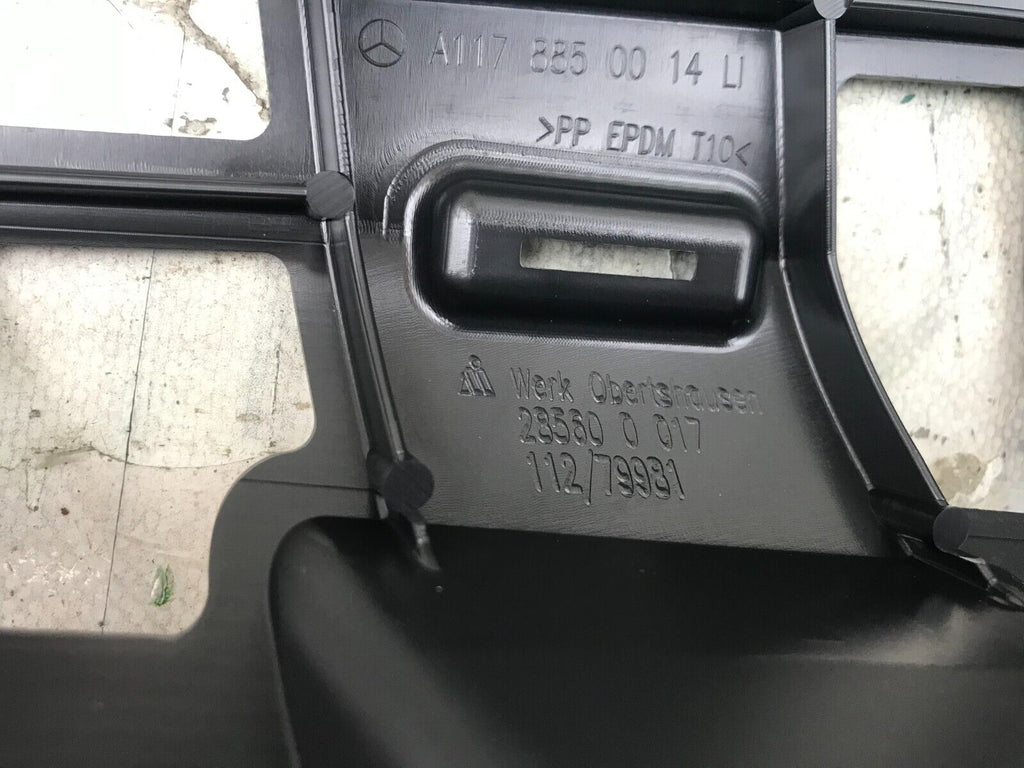 A117 885 00 14 LI
>PP EPDM T10<
Werk Obertshausen
28560 0 017
112/79981